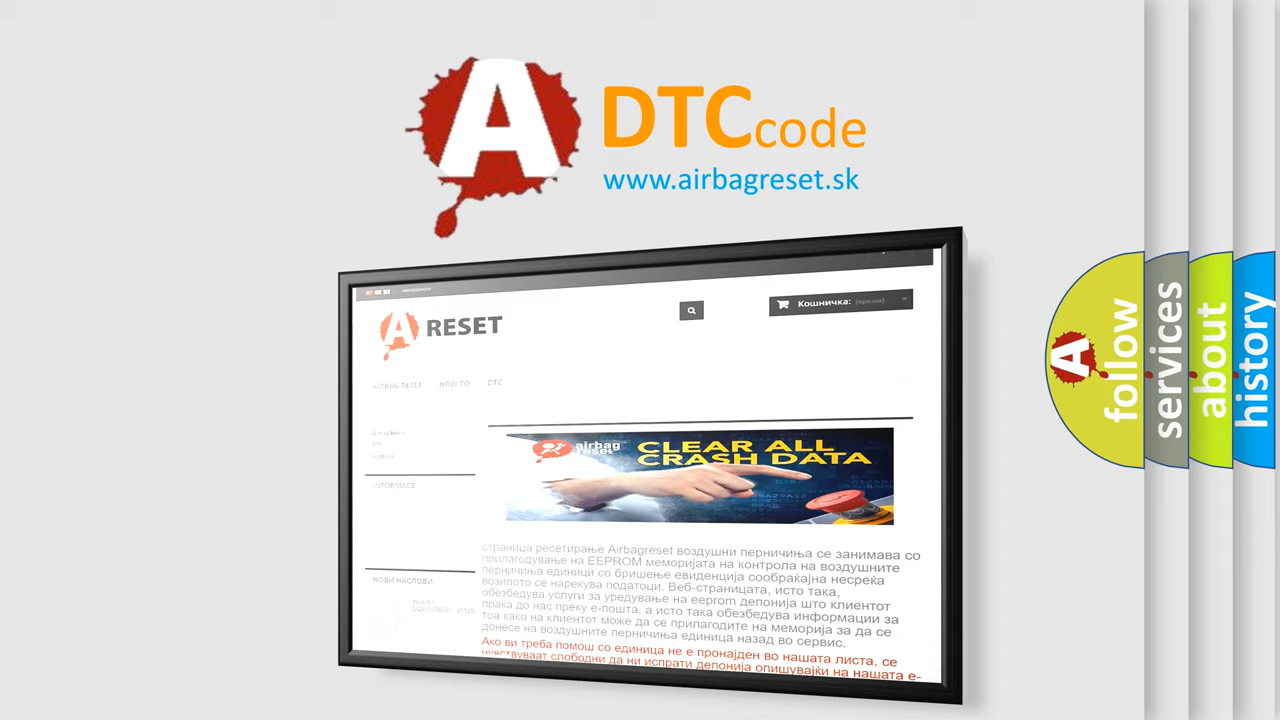 A
DTC code
www.airbagreset.sk
A RESET
Кошничка: (празни)
AIRBAG RESET HOW TO DTC
INFORMACE
НОВИ НАСЛОВИ
airbag
reset
CLEAR ALL
CRASH DATA
страница ресетирање Airbagreset воздушни перничиња се занимава со
прилагодување на EEPROM меморијата на контрола на воздушните
перничиња единици со бришење евиденција сообраќајна несреќа
возилото се нарекува податоци. Веб-страницата, исто така,
обезбедува услуги за уредување на eeprom депонија што клиентот
праќа до нас преку е-пошта, а исто така обезбедува информации за
тоа како на клиентот може да се прилагодите на меморија за да се
донесе на воздушните перничиња единица назад во сервис.
Ако ви треба помош со единица не е пронајден во нашата листа, се
чувствуваат слободни да ни испрати депонија опишувајќи на нашата е-
A
follow
services
about
history